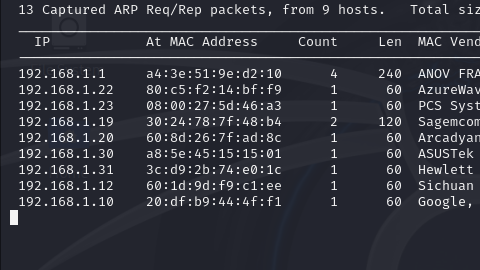 13 Captured ARP Req/Rep packets, from 9 hosts. Total siz
IP At MAC Address Count Len MAC Vend
192.168.1.1 a4:3e:51:9e:d2:10 4 240 ANOV FRA
192.168.1.22 80:c5:f2:14:bf:f9 1 60 AzureWav
192.168.1.23 08:00:27:5d:46:a3 1 60 PCS Syst
192.168.1.19 30:24:78:7f:48:b4 2 120 Sagemcom
192.168.1.20 60:8d:26:7f:ad:8c 1 60 Arcadyan
192.168.1.30 a8:5e:45:15:15:01 1 60 ASUSTek
192.168.1.31 3c:d9:2b:74:e0:1c 1 60 Hewlett
192.168.1.12 60:1d:9d:f9:c1:ee 1 60 Sichuan
192.168.1.10 20:df:b9:44:4f:f1 1 60 Google,